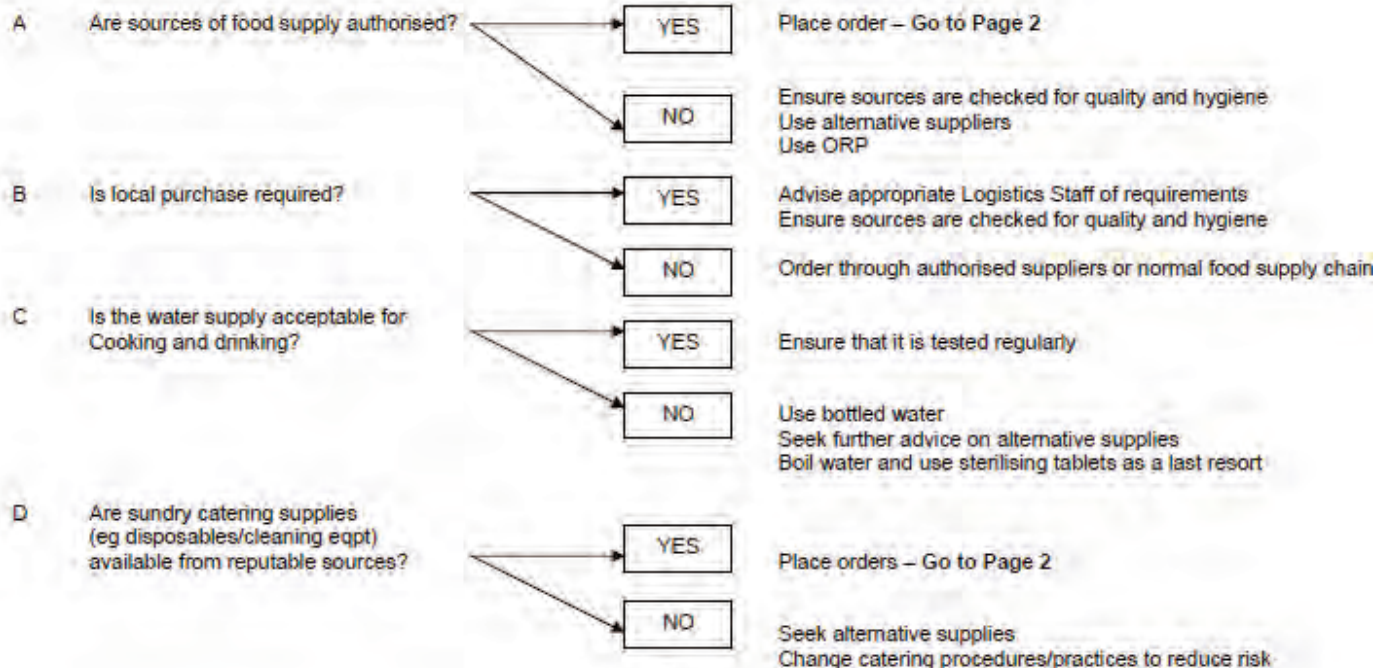 A Are sources of food supply authorised? YES Place order – Go to Page 2
NO Ensure sources are checked for quality and hygiene
Use alternative suppliers
Use ORP
B Is local purchase required? YES Advise appropriate Logistics Staff of requirements
Ensure sources are checked for quality and hygiene
NO Order through authorised suppliers or normal food supply chain
C Is the water supply acceptable for
Cooking and drinking? YES Ensure that it is tested regularly
NO Use bottled water
Seek further advice on alternative supplies
Boil water and use sterilising tablets as a last resort
D Are sundry catering supplies
(eg disposables/cleaning eqpt)
available from reputable sources? YES Place orders – Go to Page 2
NO Seek alternative supplies
Change catering procedures/practices to reduce risk